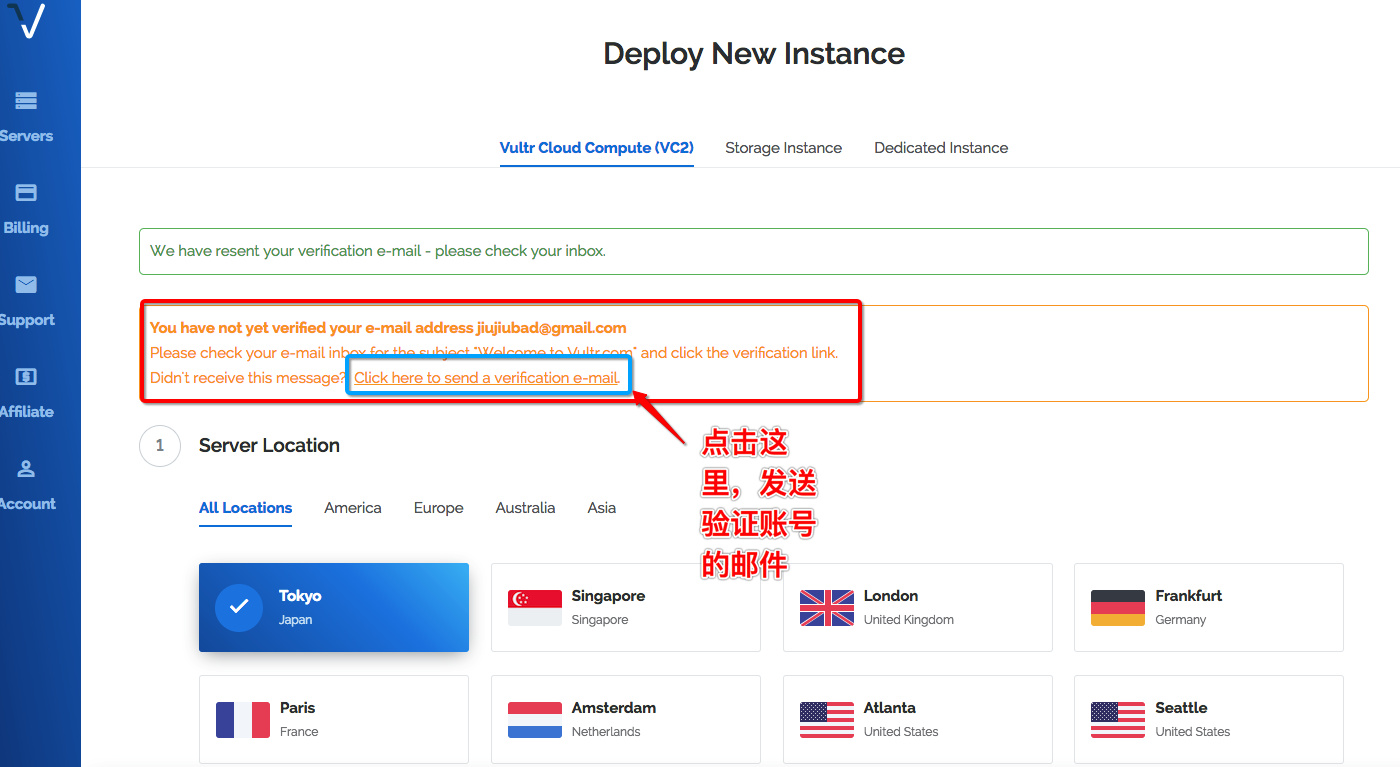 Deploy New Instance
Servers
Billing
Support
Affiliate
Account
Vultr Cloud Compute (VC2)
Storage Instance
Dedicated Instance
We have resent your verification e-mail - please check your inbox.
You have not yet verified your e-mail address jiujiubad@gmail.com
Please check your e-mail inbox for the subject "Welcome to Vultr.com" and click the verification link.
Didn't receive this message? Click here to send a verification e-mail.
点击这
里，发送
验证账号
的邮件
1
Server Location
All Locations
America
Europe
Australia
Asia
Tokyo
Japan
Singapore
Singapore
London
United Kingdom
Frankfurt
Germany
Paris
France
Amsterdam
Netherlands
Atlanta
United States
Seattle
United States